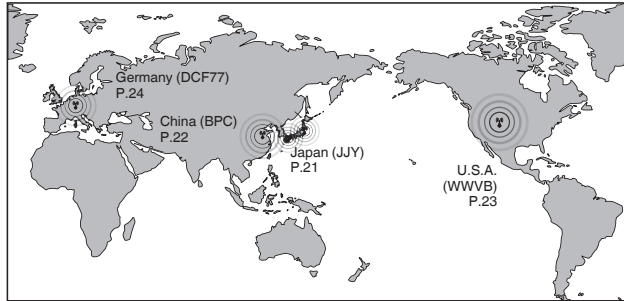 Germany (DCF77)
P.24
China (BPC)
P.22
Japan (JJY)
P.21
U.S.A.
(WWVB)
P.23